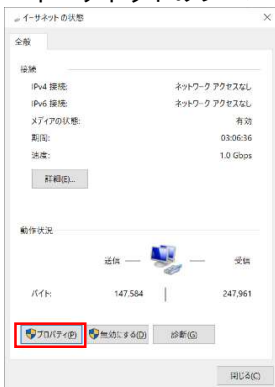 イーサネットの状態
全般
接続
IPv4 接続: ネットワーク アクセスなし
IPv6 接続: ネットワーク アクセスなし
メディアの状態: 有効
期間: 03:06:36
速度: 1.0 Gbps
詳細(E)...
動作状況
送信 — — 受信
バイト: 147,584 | 247,961
プロパティ(P) 無効にする(D) 診断(G)
閉じる(C)